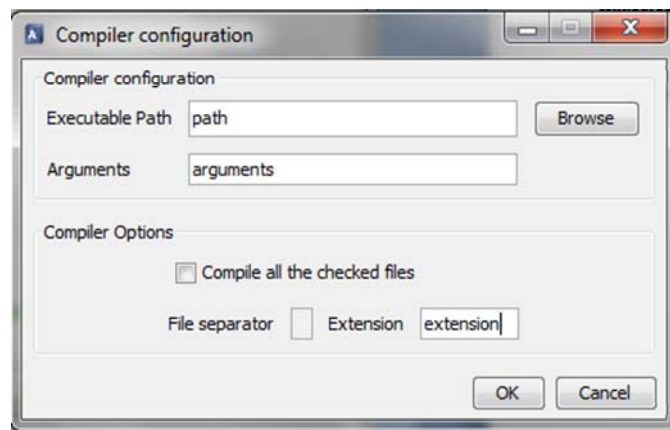 Compiler configuration
Compiler configuration
Executable Path path Browse
Arguments arguments
Compiler Options
Compile all the checked files
File separator Extension extension
OK Cancel